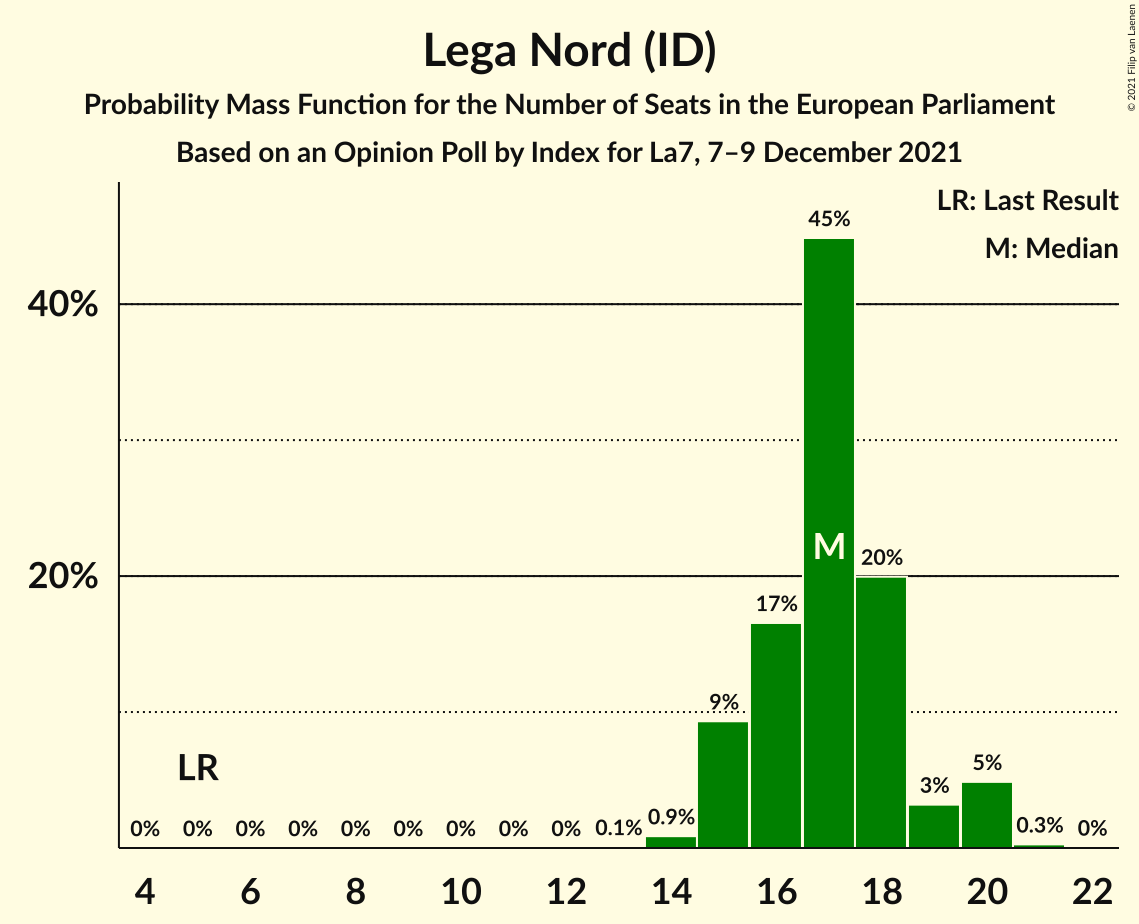 Lega Nord (ID)
Probability Mass Function for the Number of Seats in the European Parliament
Based on an Opinion Poll by Index for La7, 7–9 December 2021
© 2021 Filip van Laenen
LR: Last Result
M: Median
45%
40%
M
20%
20%
17%
9%
LR
5%
3%
0% 0% 0% 0% 0% 0% 0% 0% 0% 0.1% 0.9% 0.3% 0%
4 6 8 10 12 14 16 18 20 22